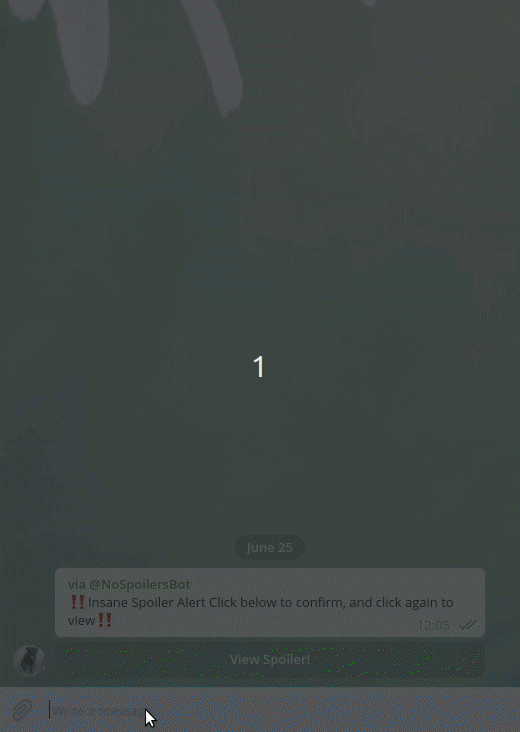 1
June 25
via @NoSpoilersBot
‼️Insane Spoiler Alert Click below to confirm, and click again to
view‼️
12:05
View Spoiler!
Write a message